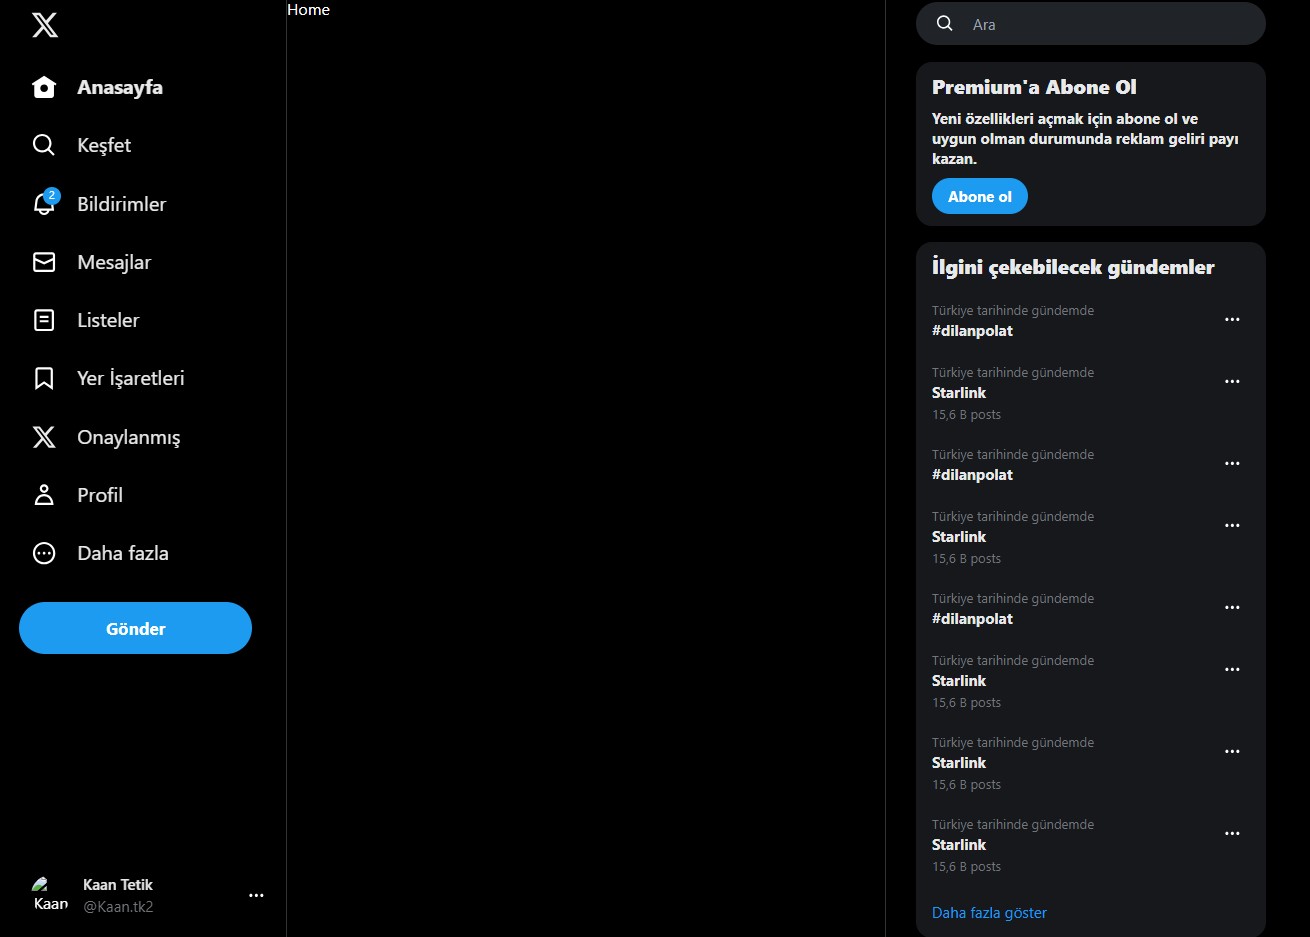 Anasayfa
Keşfet
2
Bildirimler
Mesajlar
Listeler
Yer İşaretleri
Onaylanmış
Profil
Daha fazla
Gönder
Kaan
Kaan Tetik
@Kaan.tk2
Home
Ara
Premium'a Abone Ol
Yeni özellikleri açmak için abone ol ve
uygun olman durumunda reklam geliri payı
kazan.
Abone ol
İlgini çekebilecek gündemler
Türkiye tarihinde gündemde
#dilanpolat
Türkiye tarihinde gündemde
Starlink
15,6 B posts
Türkiye tarihinde gündemde
#dilanpolat
Türkiye tarihinde gündemde
Starlink
15,6 B posts
Türkiye tarihinde gündemde
#dilanpolat
Türkiye tarihinde gündemde
Starlink
15,6 B posts
Türkiye tarihinde gündemde
Starlink
15,6 B posts
Türkiye tarihinde gündemde
Starlink
15,6 B posts
Daha fazla göster